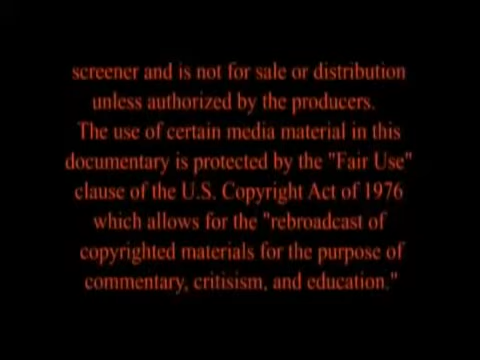 screener and is not for sale or distribution
unless authorized by the producers.
The use of certain media material in this
documentary is protected by the "Fair Use"
clause of the U.S. Copyright Act of 1976
which allows for the "rebroadcast of
copyrighted materials for the purpose of
commentary, critisism, and education."